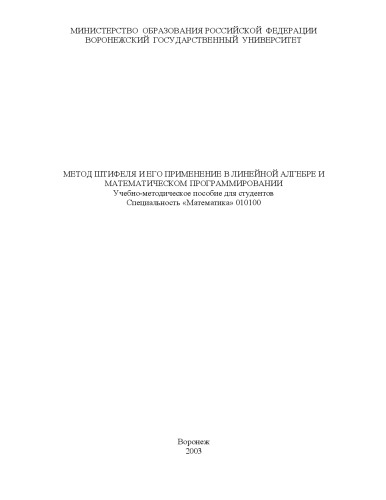 МИНИСТЕРСТВО ОБРАЗОВАНИЯ РОССИЙСКОЙ ФЕДЕРАЦИИ
ВОРОНЕЖСКИЙ ГОСУДАРСТВЕННЫЙ УНИВЕРСИТЕТ
МЕТОД ШТИФЕЛЯ И ЕГО ПРИМЕНЕНИЕ В ЛИНЕЙНОЙ АЛГЕБРЕ И
МАТЕМАТИЧЕСКОМ ПРОГРАММИРОВАНИИ
Учебно-методическое пособие для студентов
Специальность «Математика» 010100
Воронеж
2003